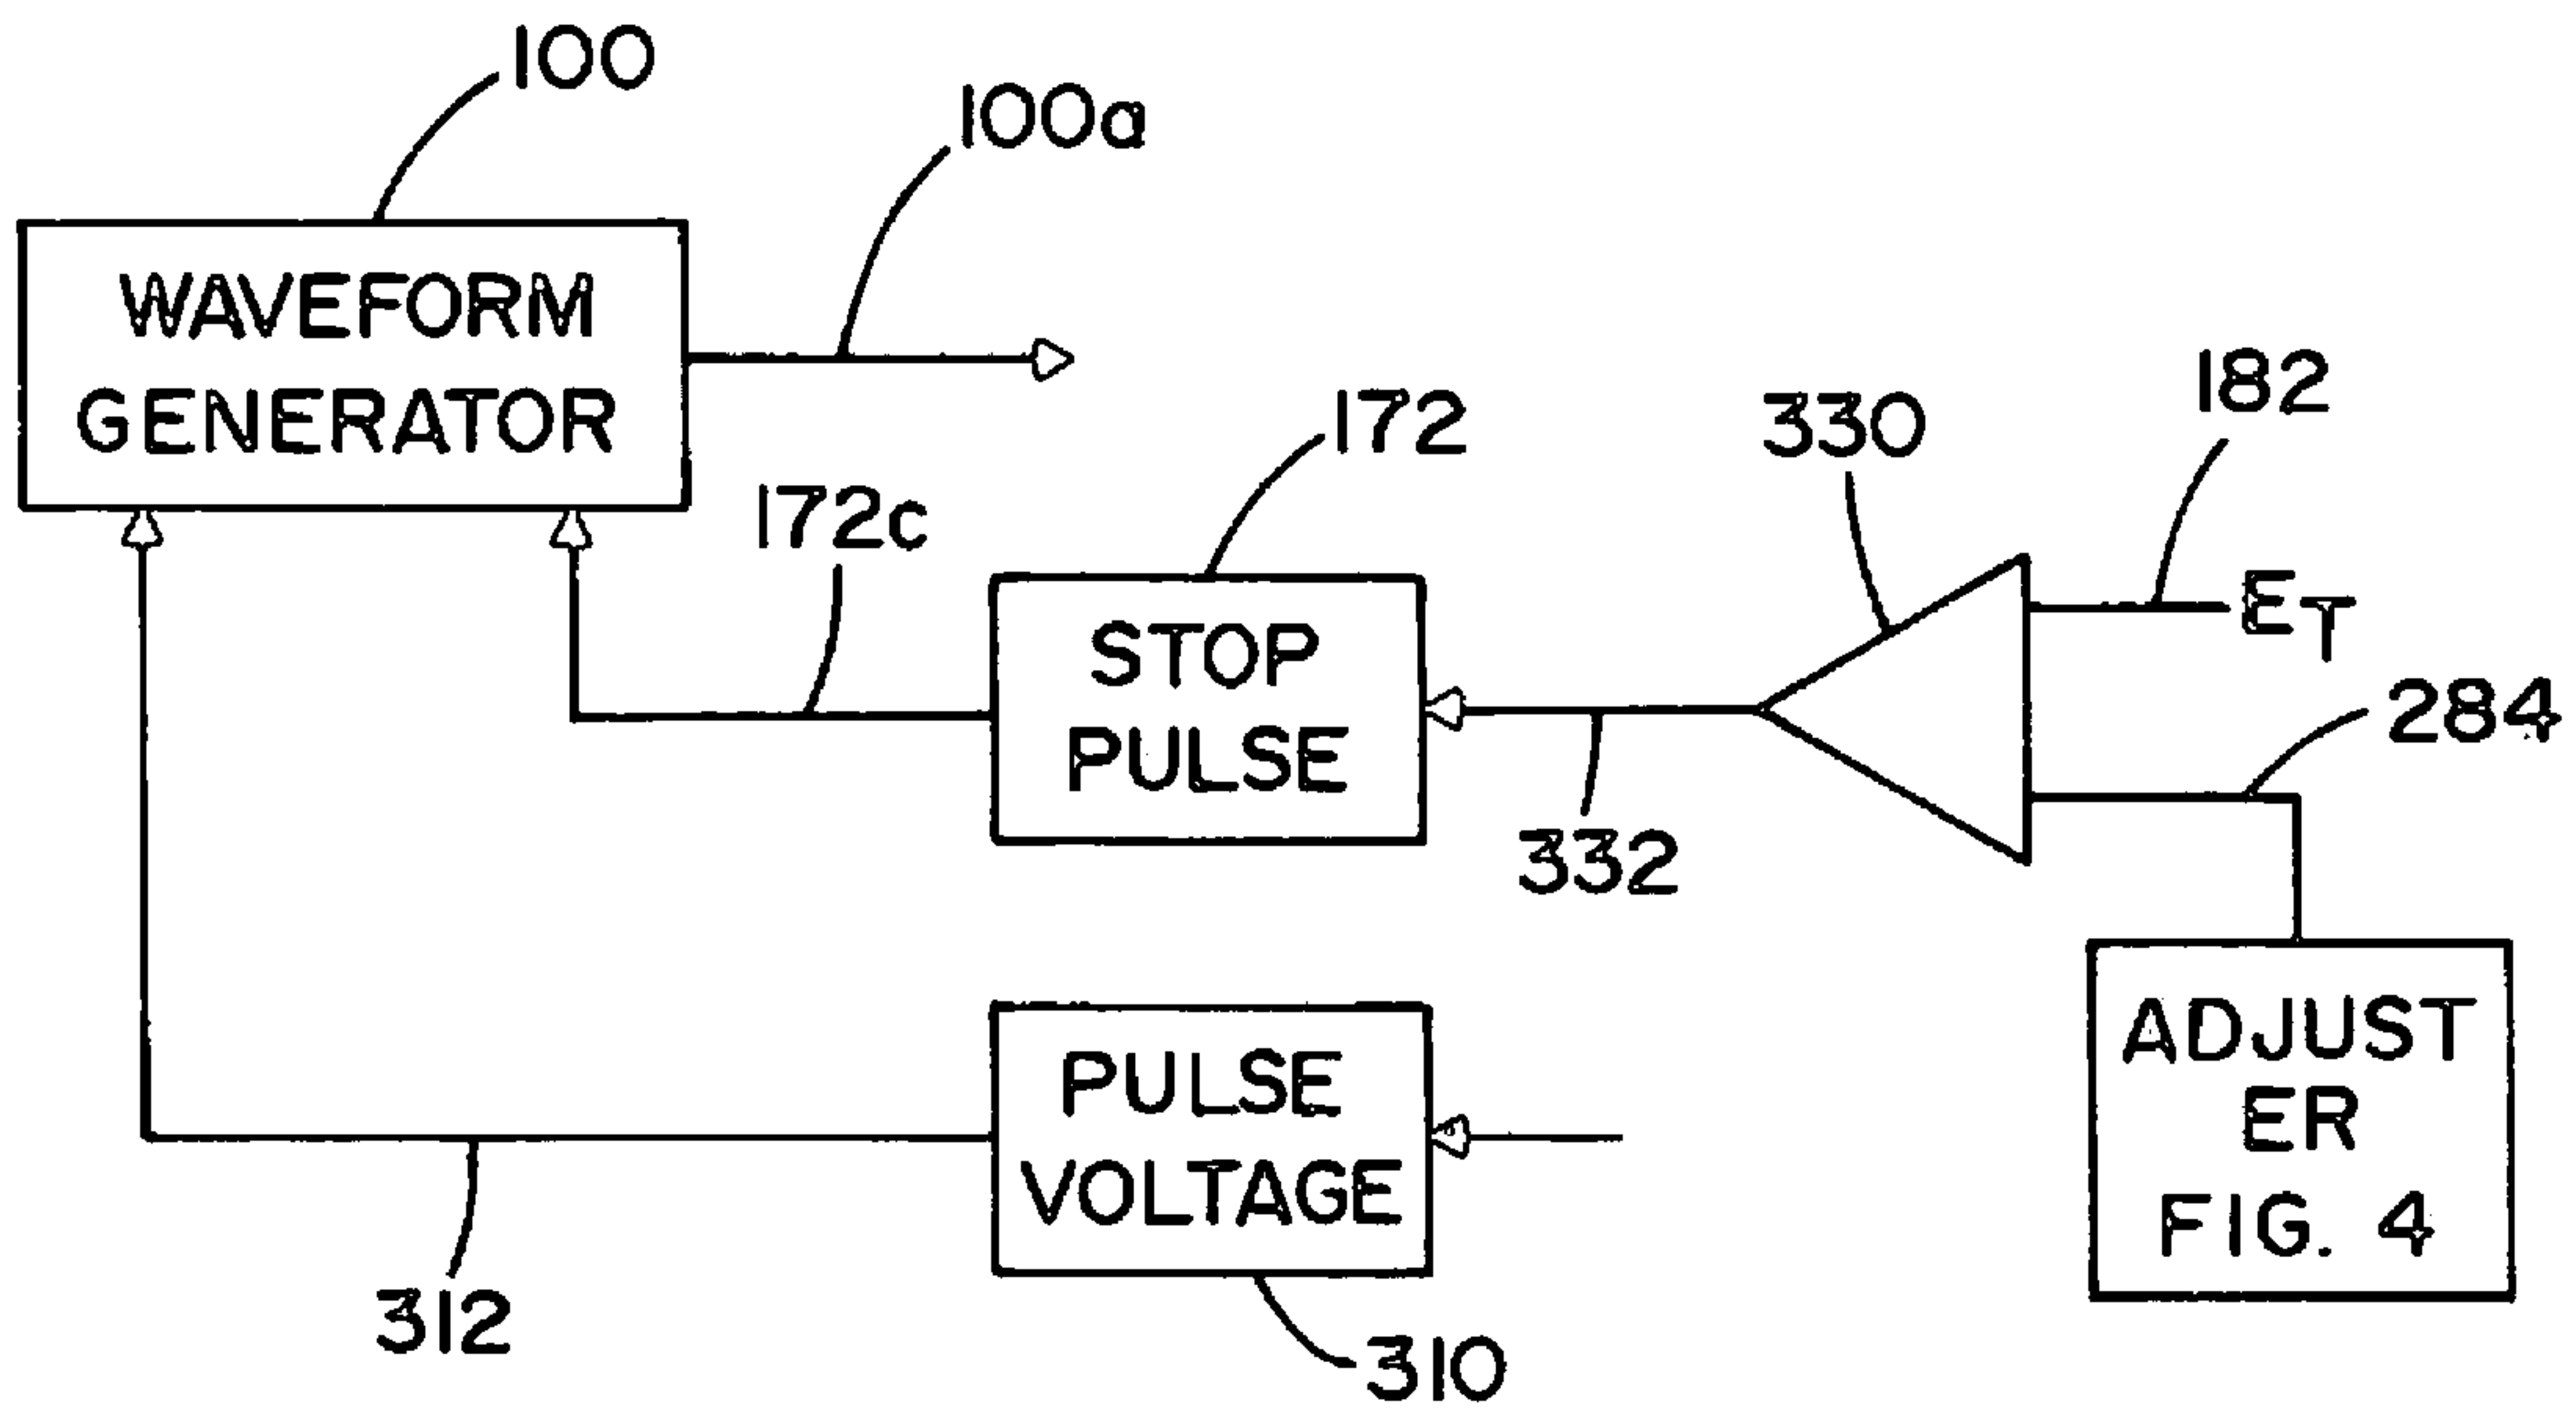 100
100a
WAVEFORM
GENERATOR
182
330
172
172c
E_T
STOP
PULSE
284
332
ADJUST
ER
FIG. 4
PULSE
VOLTAGE
312
310